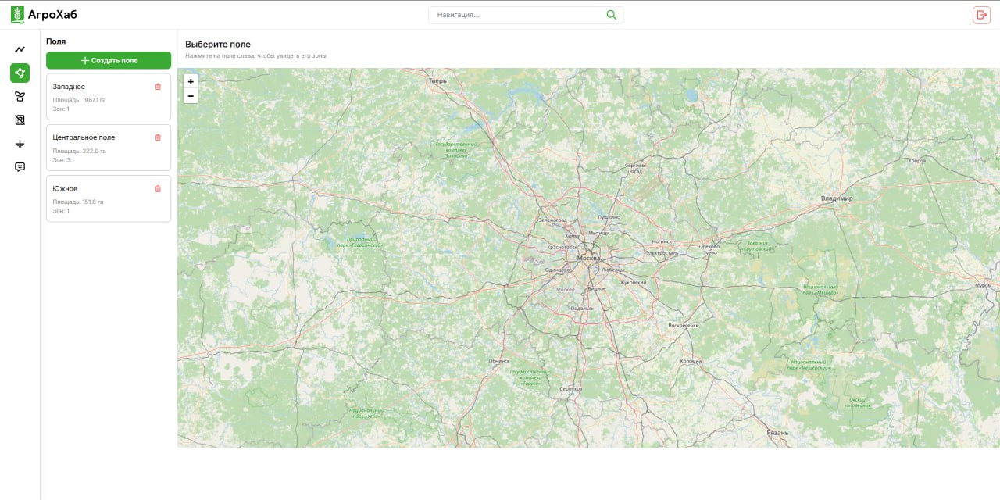 АгроХаб
Навигация...
Поля
Создать поле
Западное
Площадь: 1987.1 га
Зон: 1
Центральное поле
Площадь: 222.0 га
Зон: 3
Южное
Площадь: 151.6 га
Зон: 1
Выберите поле
Нажмите на поле слева, чтобы увидеть его зоны
+
−
Тверь
Государственный
комплекс
"Завидово"
Ковров
Сергиев
Посад
Владимир
Зеленоград
Пушкино
Химки
Мытищи
Природный
парк «Гагаринский»
Красногорск
Ногинск
Электросталь
Орехово
Зуево
Заказник
«Крутовский»
Москва
Одинцово
Люберцы
Жуковский
Москва
Видное
Национальный
парк «Мещёра»
Муром
Подольск
Воскресенск
Обнинск
Коломна
Национальный
парк «Мещёрский»
Государственный
комплекс
«Таруса»
Серпухов
Окский
заповедник
Национальный
парк «Угра»
Рязань